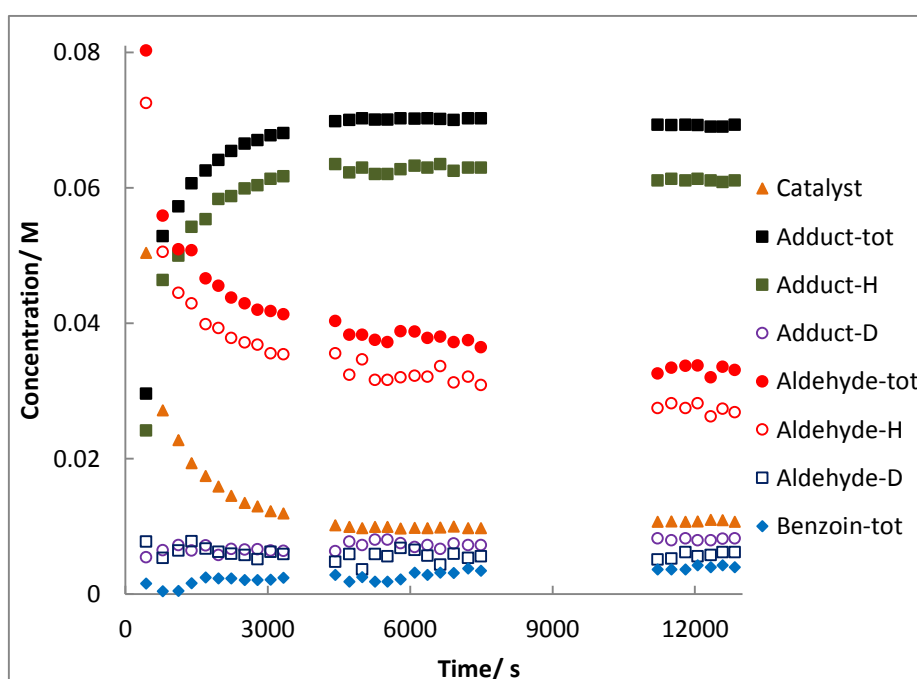 Concentration/ M
0.08
0.06
0.04
0.02
0
0
3000
6000
9000
12000
Time/ s
Catalyst
Adduct-tot
Adduct-H
Adduct-D
Aldehyde-tot
Aldehyde-H
Aldehyde-D
Benzoin-tot